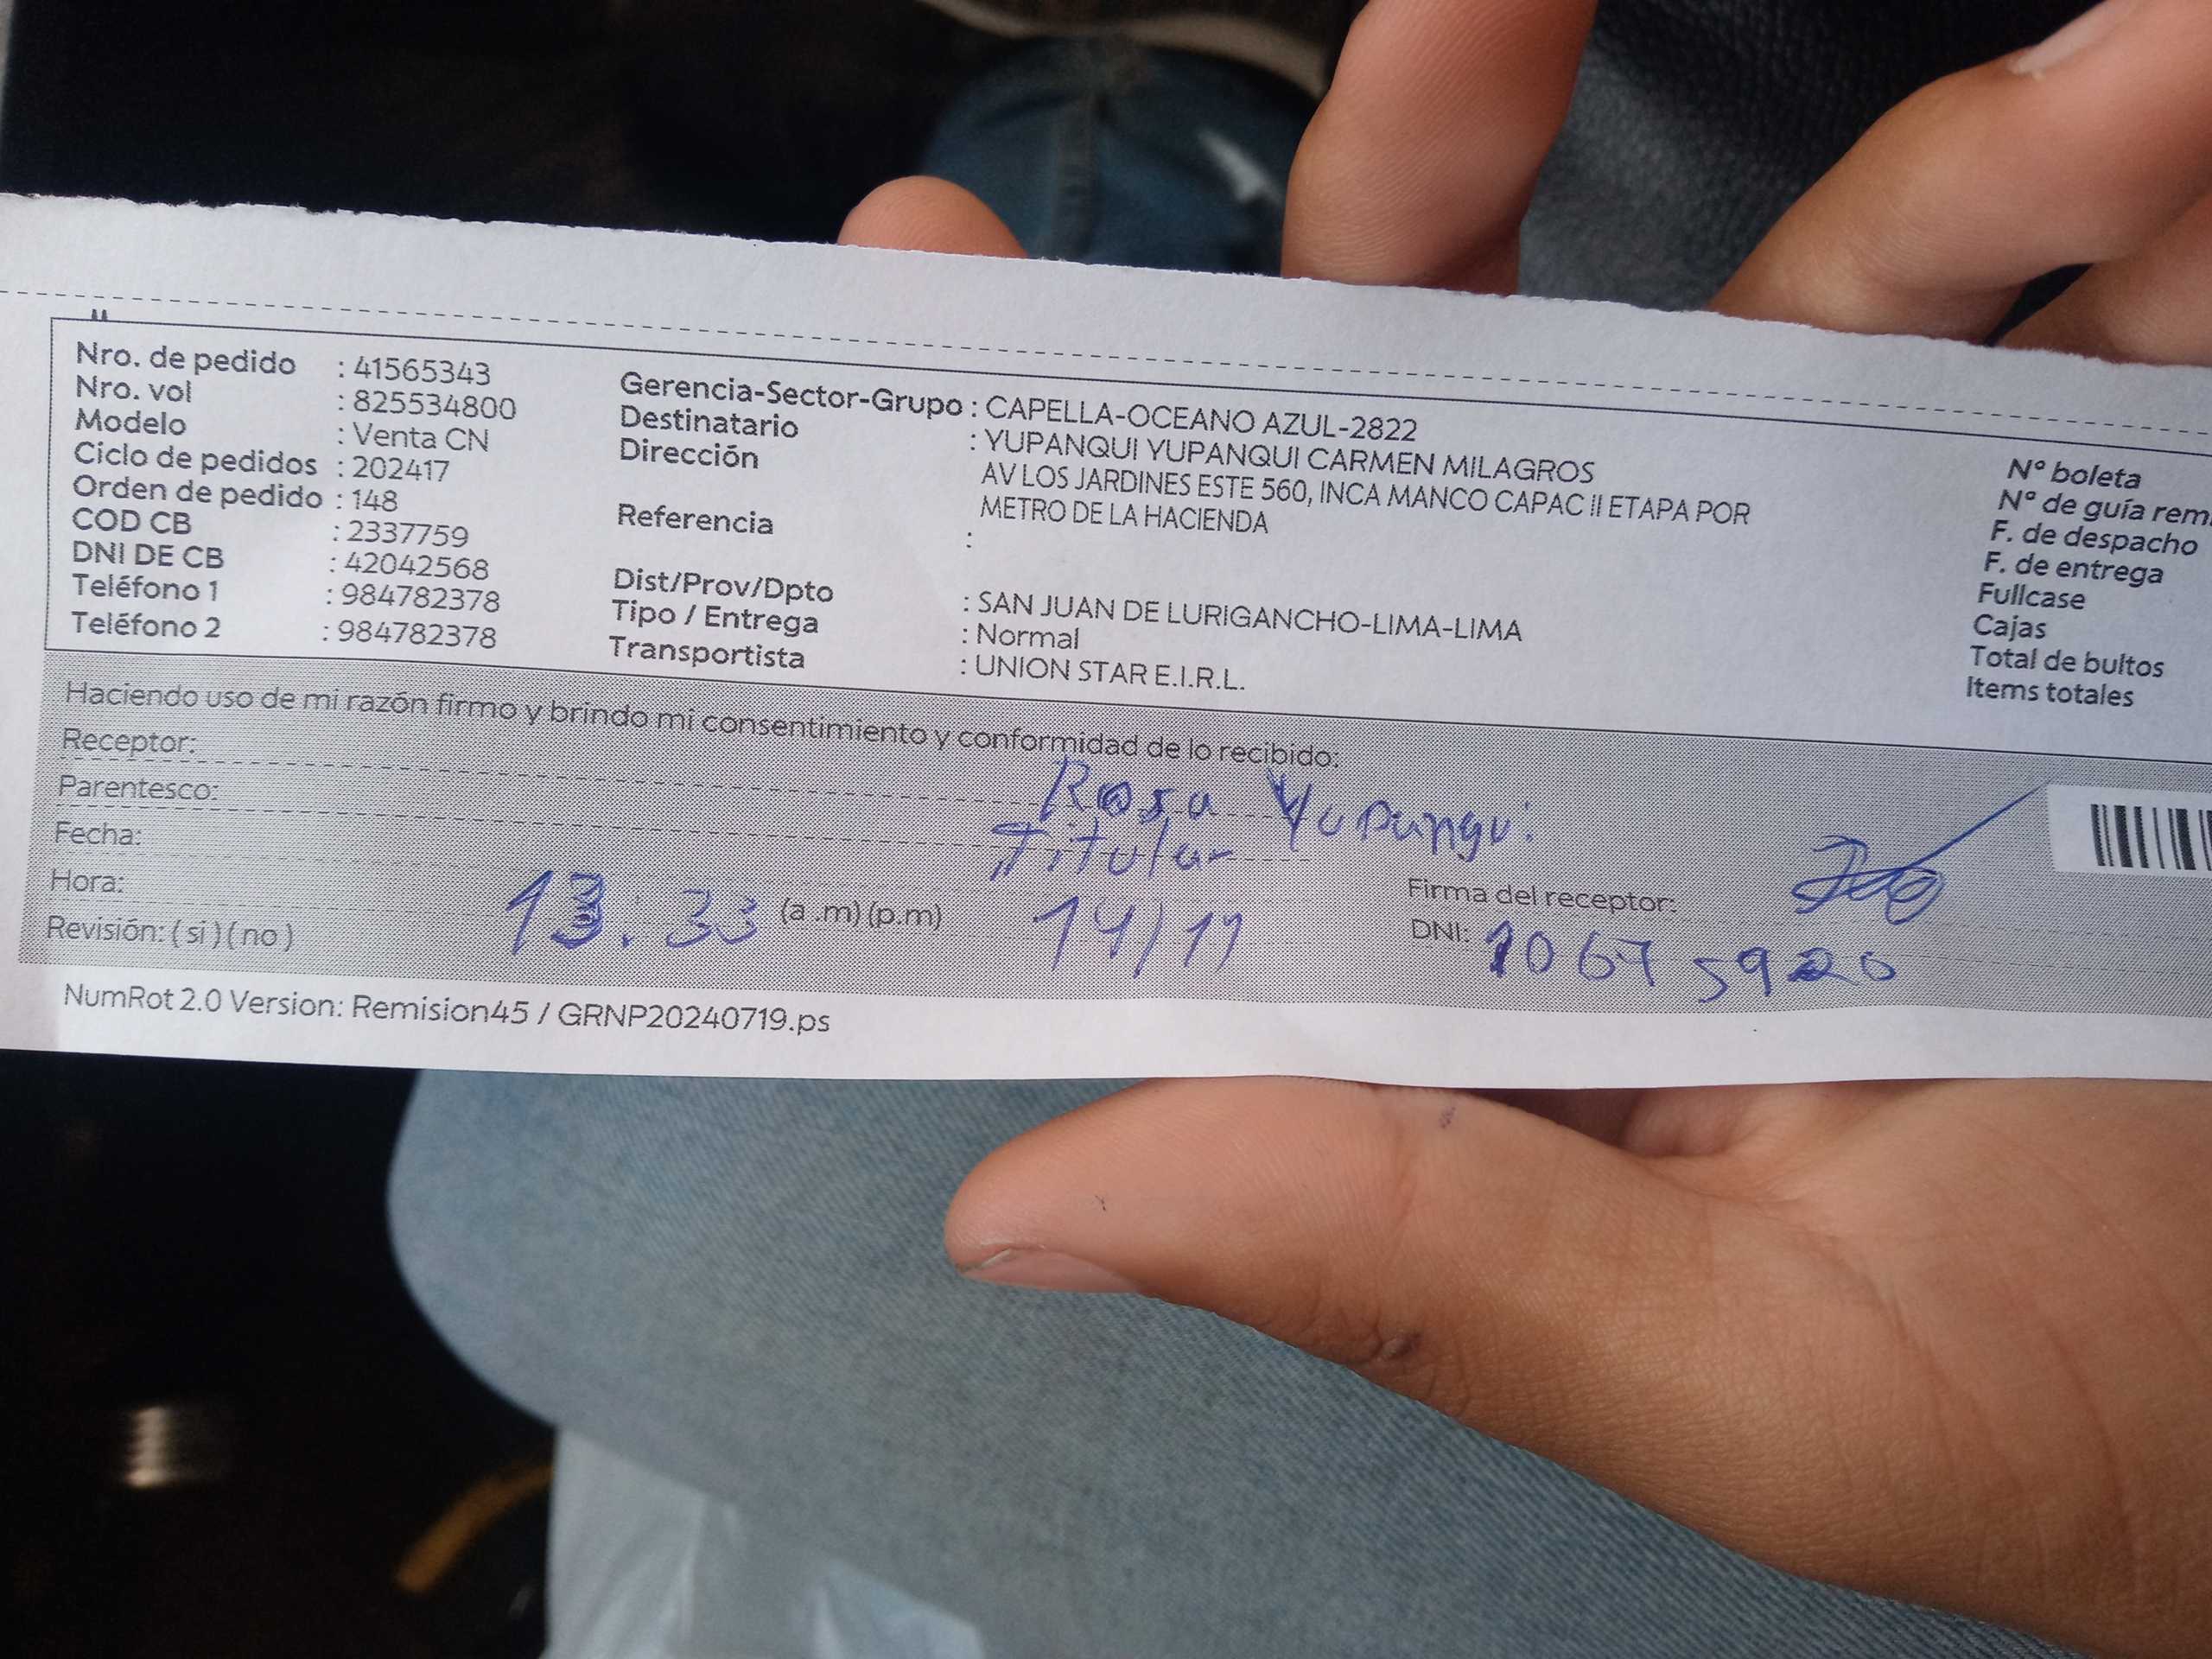 Nro. de pedido : 41565343
Nro. vol : 825534800
Modelo : Venta CN
Ciclo de pedidos : 202417
Orden de pedido : 148
COD CB : 2337759
DNI DE CB : 42042568
Teléfono 1 : 984782378
Teléfono 2 : 984782378
Gerencia-Sector-Grupo : CAPELLA-OCEANO AZUL-2822
Destinatario : YUPANQUI YUPANQUI CARMEN MILAGROS
Dirección AV LOS JARDINES ESTE 560, INCA MANCO CAPAC II ETAPA POR
METRO DE LA HACIENDA
Referencia :
Dist/Prov/Dpto : SAN JUAN DE LURIGANCHO-LIMA-LIMA
Tipo / Entrega : Normal
Transportista : UNION STAR E.I.R.L.
N° boleta
N° de guía rem.
F. de despacho
F. de entrega
Fullcase
Cajas
Total de bultos
Items totales
Haciendo uso de mi razón firmo y brindo mi consentimiento y conformidad de lo recibido:
Receptor: Rosa Yupanqui
Parentesco: Titular
Fecha: 14/11
Hora: 13:33 (a .m) (p.m)
Revisión: ( si ) ( no )
Firma del receptor:
DNI: 10675920
NumRot 2.0 Version: Remision45 / GRNP20240719.ps